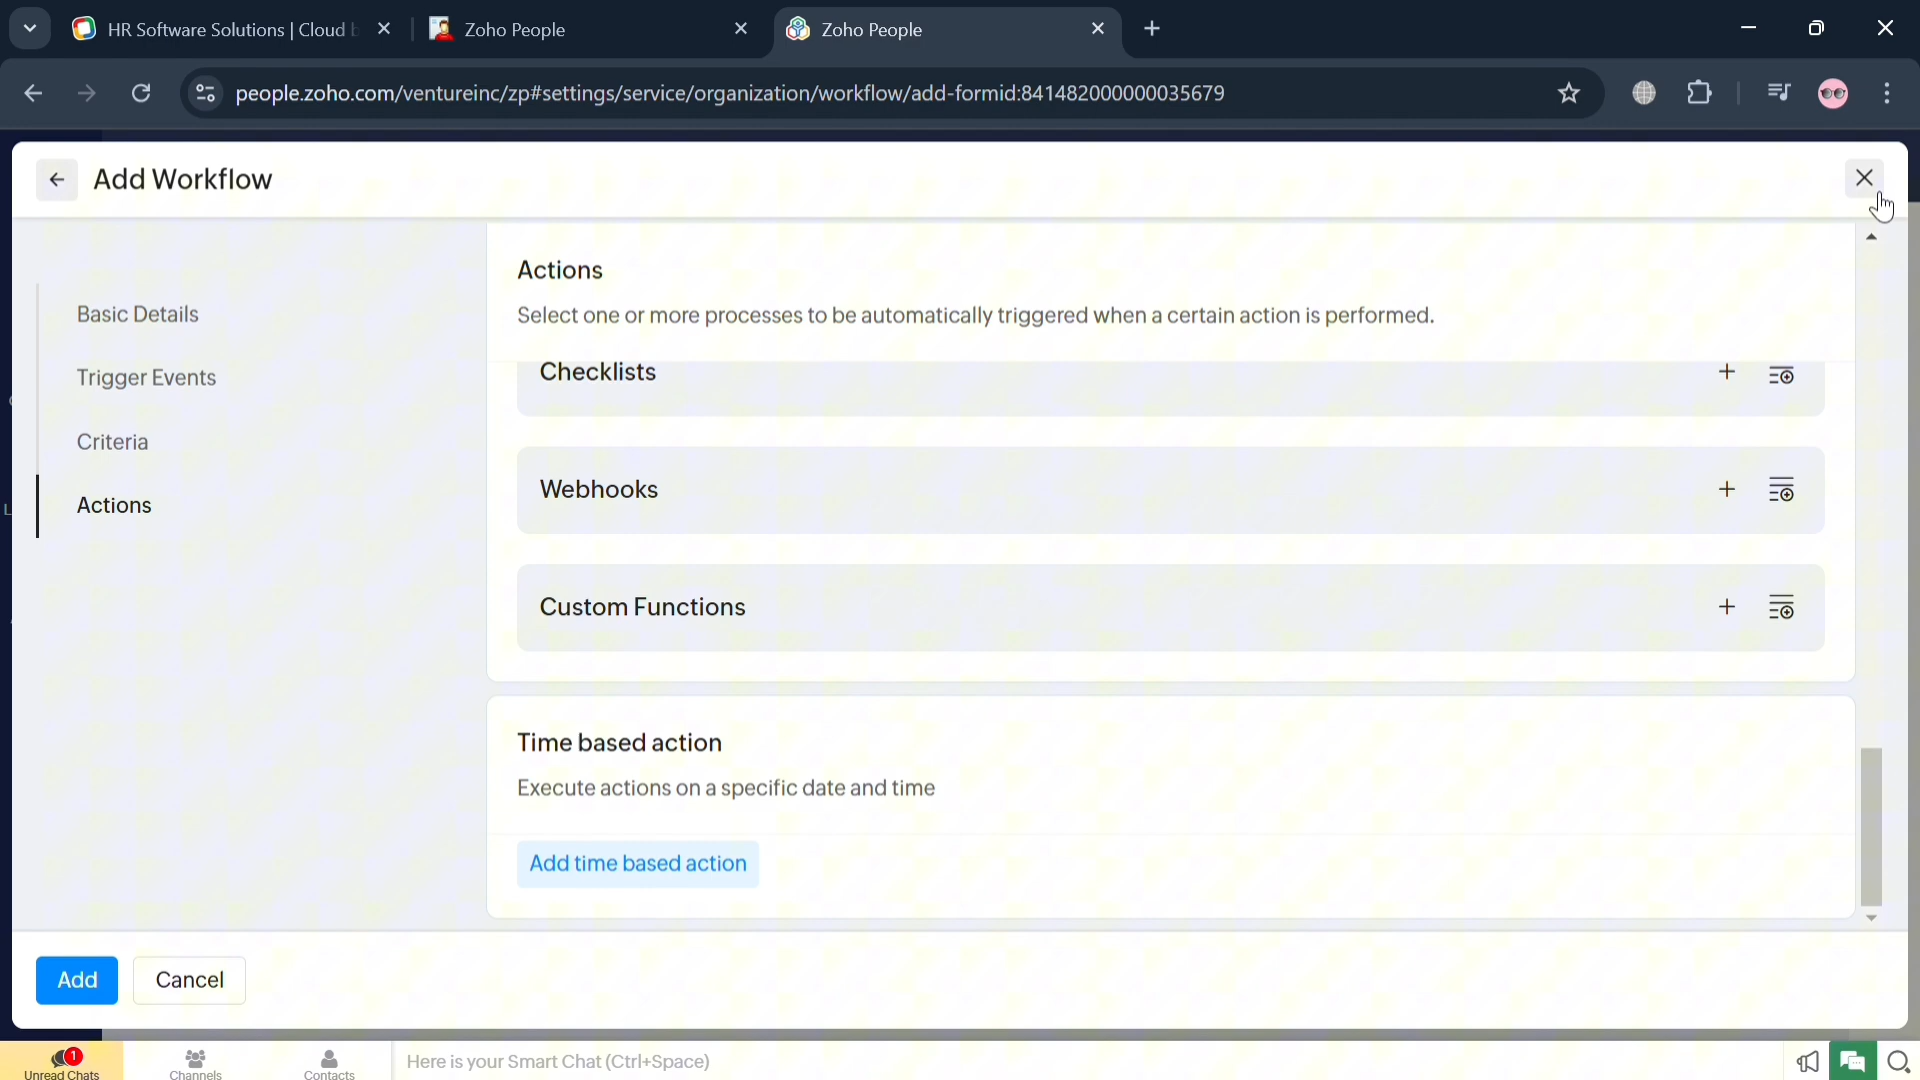 HR Software Solutions | Cloud b
Zoho People
Zoho People
people.zoho.com/ventureinc/zp#settings/service/organization/workflow/add-formid:841482000000035679
Add Workflow
Basic Details
Trigger Events
Criteria
Actions
Actions
Select one or more processes to be automatically triggered when a certain action is performed.
Checklists
Webhooks
Custom Functions
Time based action
Execute actions on a specific date and time
Add time based action
Add
Cancel
1
Unread Chats
Channels
Contacts
Here is your Smart Chat (Ctrl+Space)